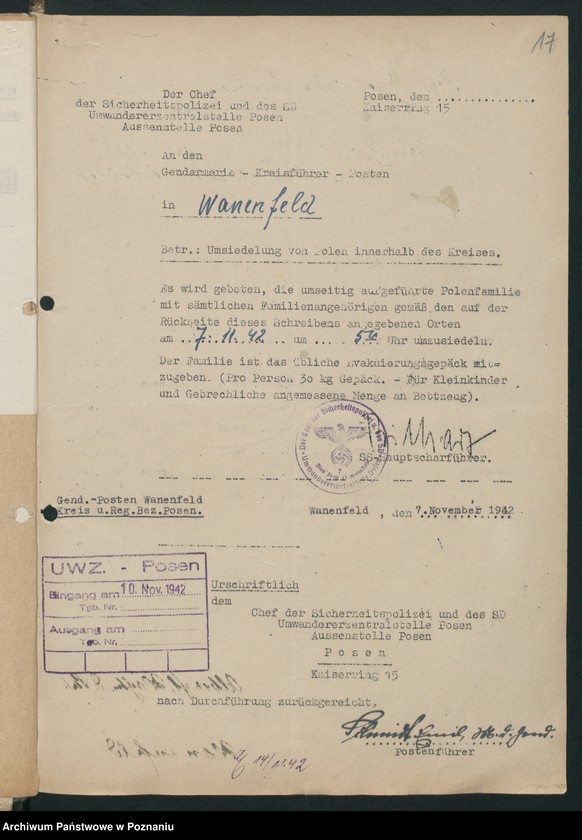 17
Der Chef
der Sicherheitspolizei und des SD
Umwandererzentralstelle Posen
Aussenstelle Posen
Posen, den ..............
Kaiserring 15
An den
Gendarmerie - Kreisführer - Posten
in Wanenfeld
Betr.: Umsiedelung von Polen innerhalb des Kreises.
Es wird gebeten, die umseitig aufgeführte Polenfamilie
mit sämtlichen Familienangehörigen gemäß den auf der
Rückseite dieses Schreibens angegebenen Orten
am ..7. 11. 42 .. um ..... 5 Uhr umzusiedeln.
Der Familie ist das übliche Evakuierungsgepäck mit=
zugeben. (Pro Person 30 kg Gepäck. - Für Kleinkinder
und Gebrechliche angemessene Menge an Bettzeug).
SS-Hauptscharführer.
Gend.-Posten Wanenfeld
Kreis u.Reg.Bez.Posen.
Wanenfeld , den 7.November 1942
UWZ. - Posen
Eingang am 10. Nov. 1942
Tgb. Nr.
Ausgang am
Tgb. Nr.
Urschriftlich
dem
Chef der Sicherheitspolizei und des SD
Umwandererzentralstelle Posen
Aussenstelle Posen
Posen
Kaiserring 15
nach Durchführung zurückgereicht.
Schmidt Emil, M.d.Gend.
Postenführer
14/11.42
Archiwum Państwowe w Poznaniu